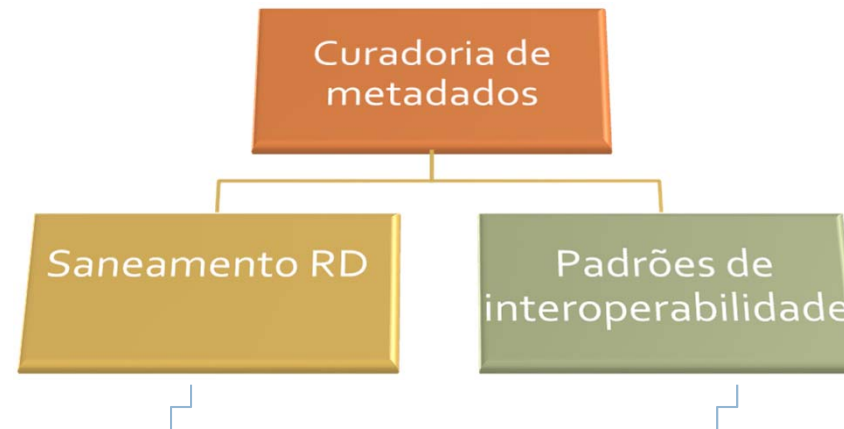 Curadoria de
metadados
Saneamento RD
Padrões de
interoperabilidade